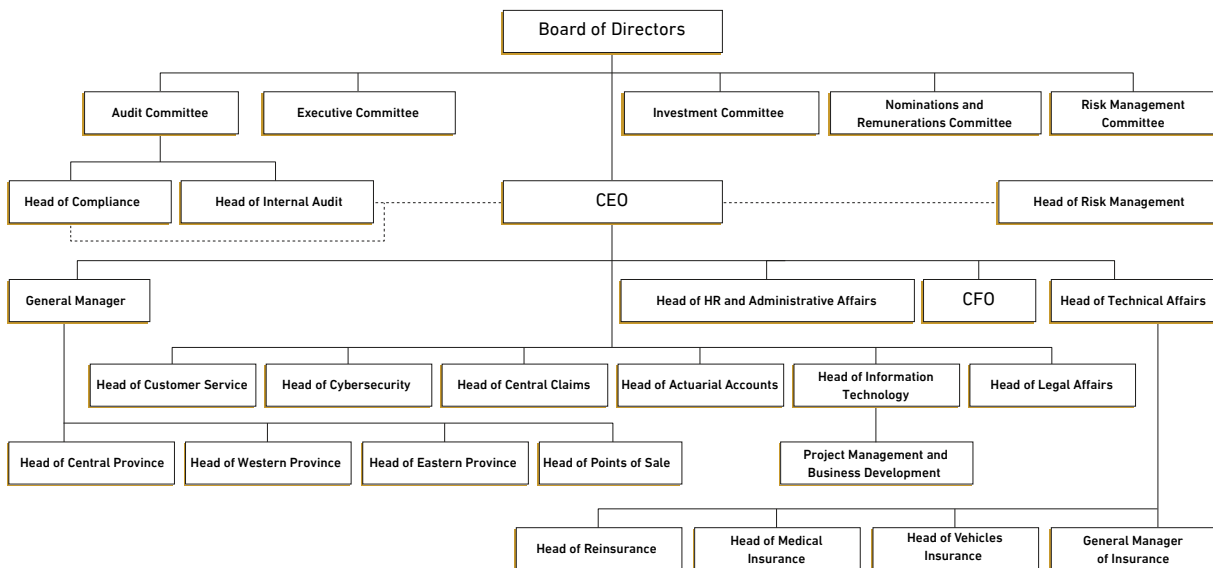 Board of Directors
Audit Committee
Executive Committee
Investment Committee
Nominations and
Remunerations Committee
Risk Management
Committee
Head of Compliance
Head of Internal Audit
CEO
Head of Risk Management
General Manager
Head of HR and Administrative Affairs
CFO
Head of Technical Affairs
Head of Customer Service
Head of Cybersecurity
Head of Central Claims
Head of Actuarial Accounts
Head of Information
Technology
Head of Legal Affairs
Head of Central Province
Head of Western Province
Head of Eastern Province
Head of Points of Sale
Project Management and
Business Development
Head of Reinsurance
Head of Medical
Insurance
Head of Vehicles
Insurance
General Manager
of Insurance